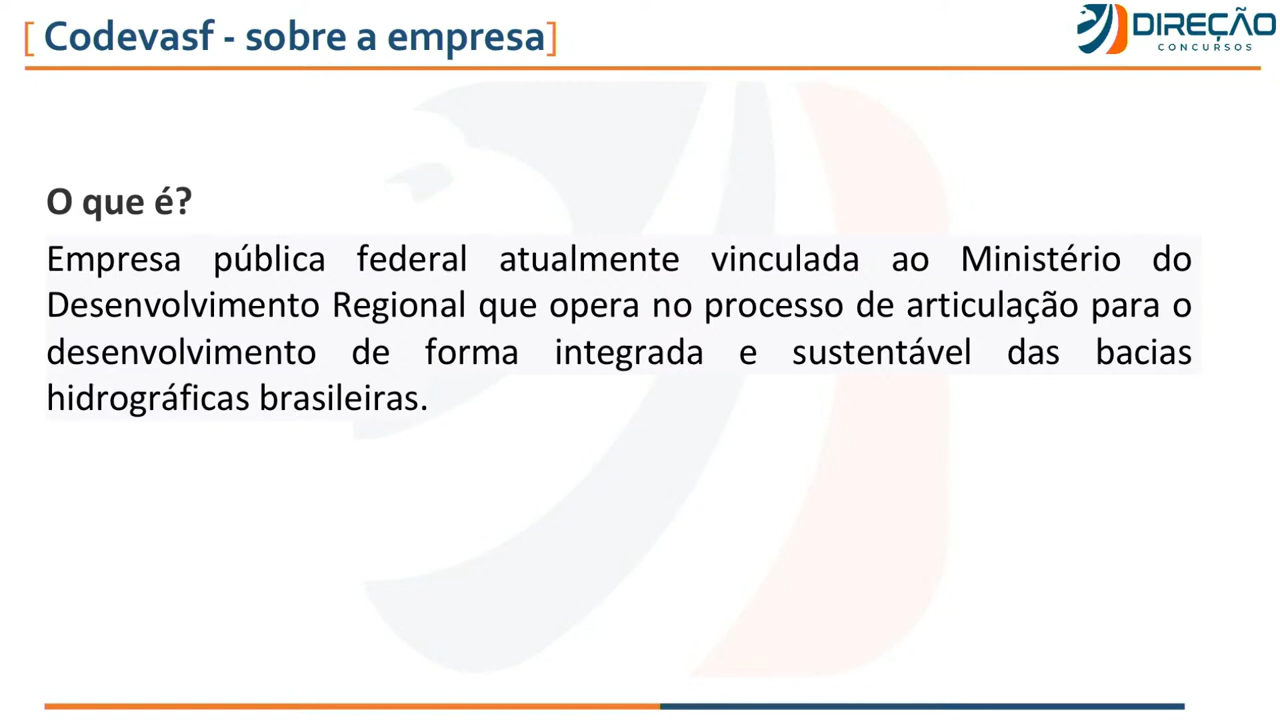 [ Codevasf - sobre a empresa]
DIREÇÃO
CONCURSOS
O que é?
Empresa pública federal atualmente vinculada ao Ministério do
Desenvolvimento Regional que opera no processo de articulação para o
desenvolvimento de forma integrada e sustentável das bacias
hidrográficas brasileiras.